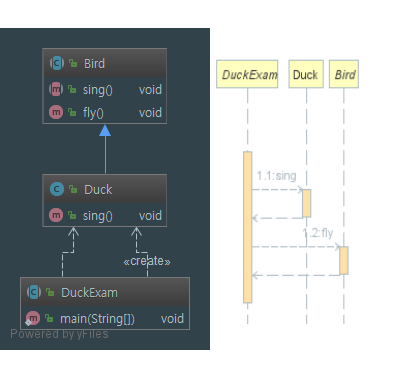 Bird
sing() void
fly() void
Duck
sing() void
«create»
DuckExam
main(String[]) void
Powered by yFiles
DuckExam Duck Bird
1.1:sing
1.2:fly